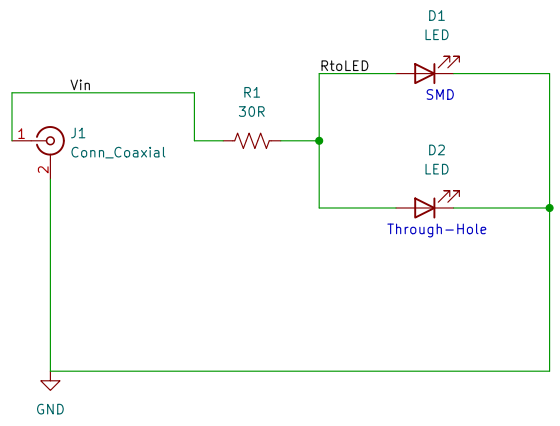 D1
LED
RtoLED
SMD
Vin
R1
30R
1
J1
Conn_Coaxial
2
D2
LED
Through-Hole
GND